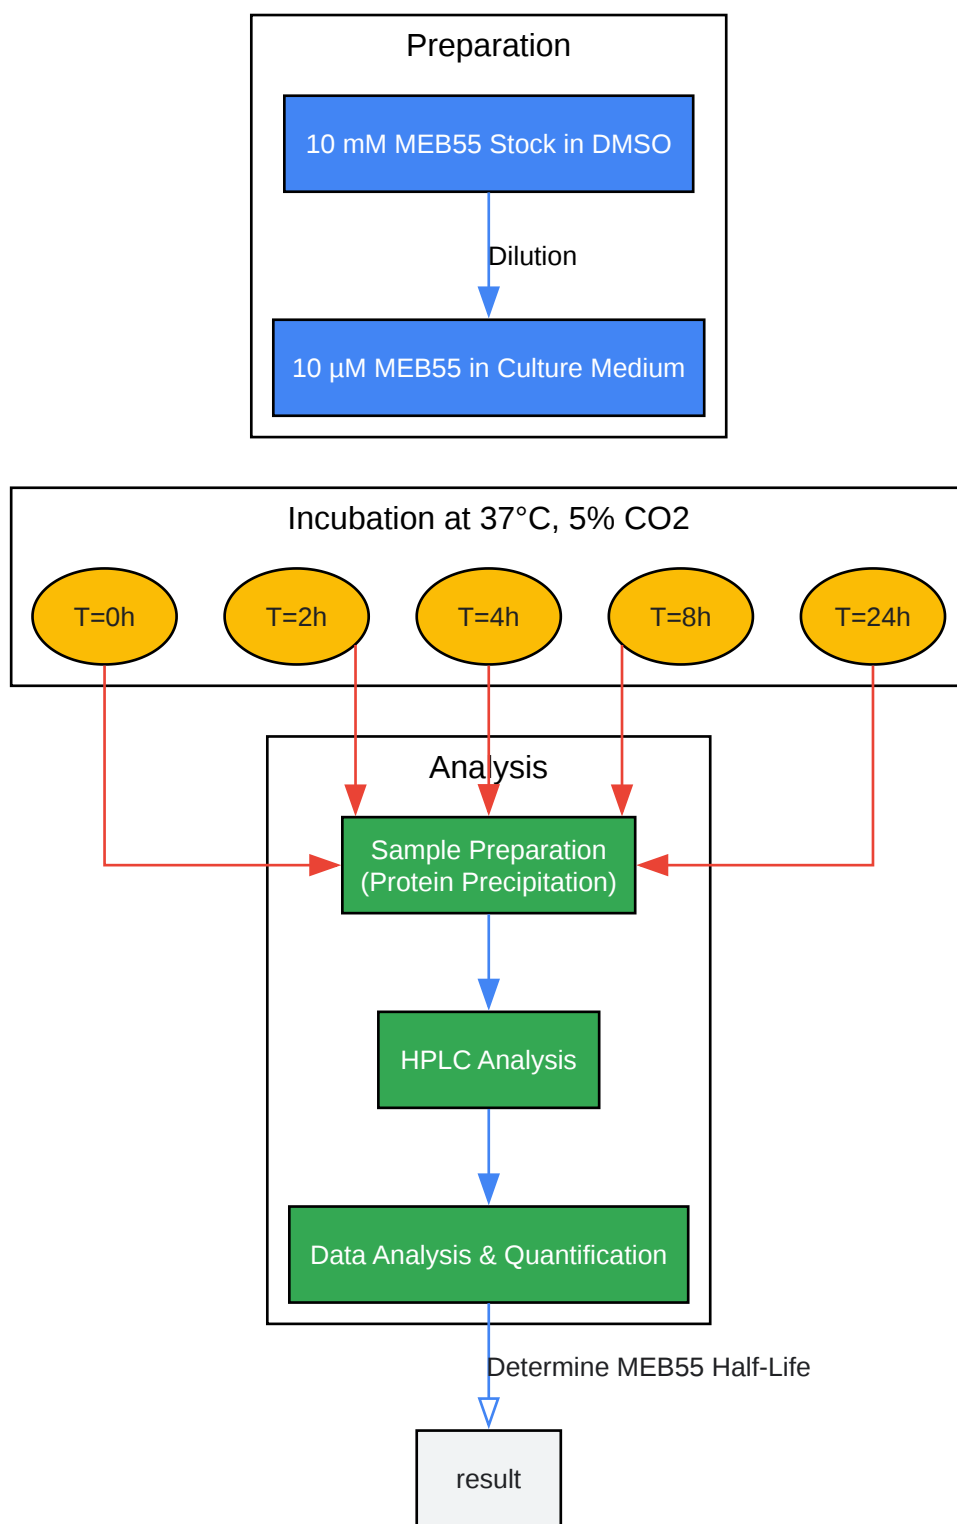 Preparation
10 mM MEB55 Stock in DMSO
Dilution
10 µM MEB55 in Culture Medium
Incubation at 37°C, 5% CO2
T=0h
T=2h
T=4h
T=8h
T=24h
Analysis
Sample Preparation
(Protein Precipitation)
HPLC Analysis
Data Analysis & Quantification
Determine MEB55 Half-Life
result